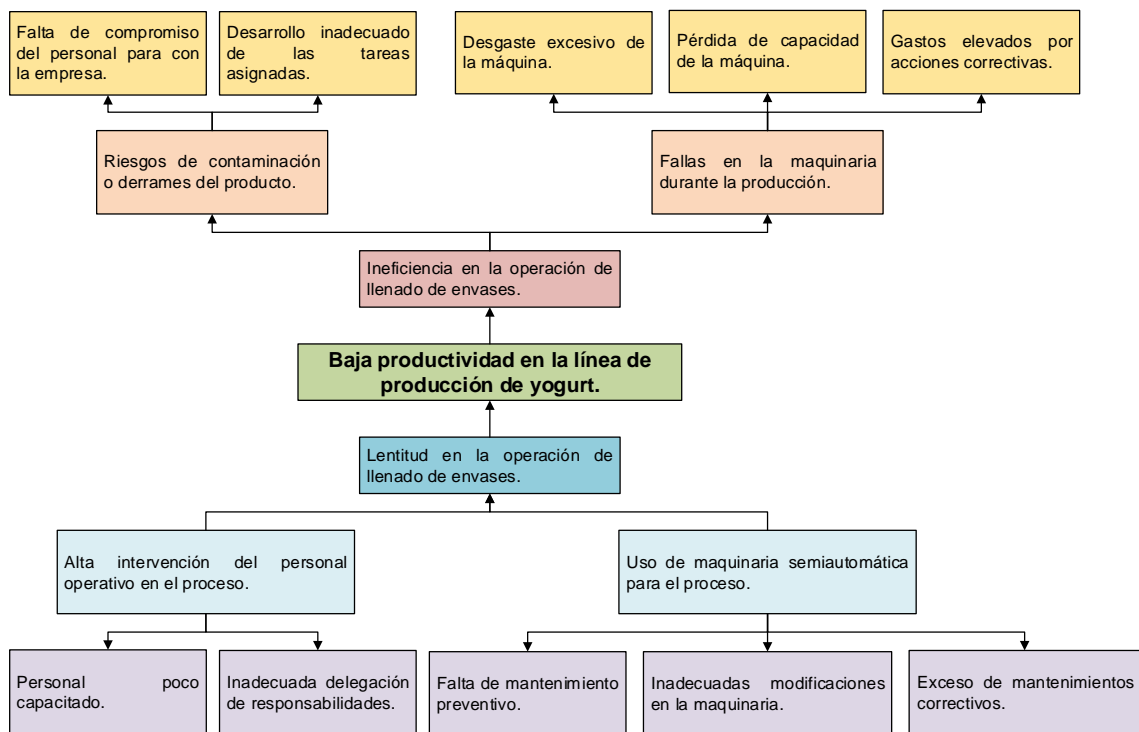 Falta de compromiso
del personal para con
la empresa.
Desarrollo inadecuado
de las tareas
asignadas.
Desgaste excesivo de
la máquina.
Pérdida de capacidad
de la máquina.
Gastos elevados por
acciones correctivas.
Riesgos de contaminación
o derrames del producto.
Fallas en la maquinaria
durante la producción.
Ineficiencia en la operación de
llenado de envases.
Baja productividad en la línea de
producción de yogurt.
Lentitud en la operación de
llenado de envases.
Alta intervención del personal
operativo en el proceso.
Uso de maquinaria semiautomática
para el proceso.
Personal poco
capacitado.
Inadecuada delegación
de responsabilidades.
Falta de mantenimiento
preventivo.
Inadecuadas modificaciones
en la maquinaria.
Exceso de mantenimientos
correctivos.